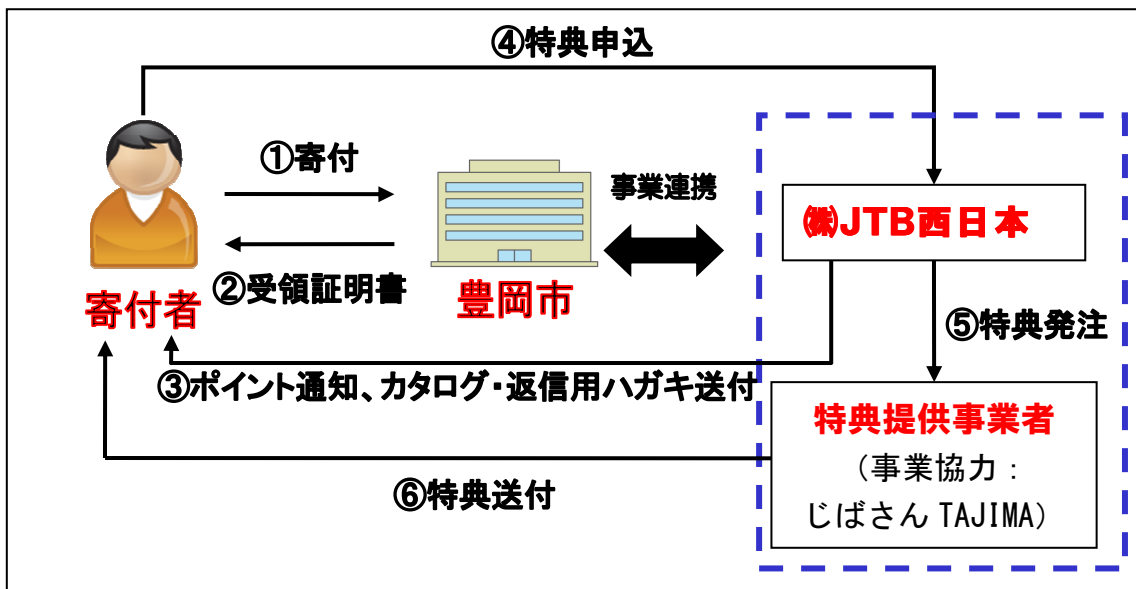 ④特典申込
①寄付
事業連携
㈱JTB西日本
②受領証明書
寄付者
豊岡市
⑤特典発注
③ポイント通知、カタログ・返信用ハガキ送付
特典提供事業者
（事業協力：
じばさん TAJIMA）
⑥特典送付